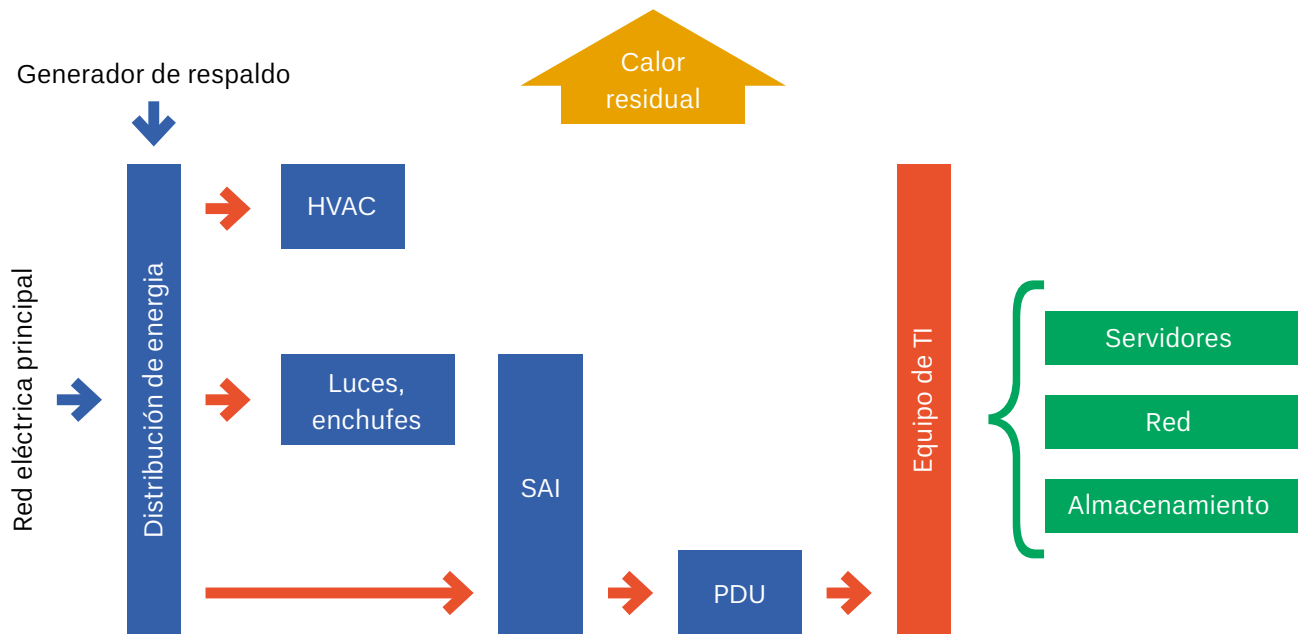 Calor
residual
Generador de respaldo
HVAC
Red eléctrica principal
Distribución de energia
Luces,
enchufes
SAI
PDU
Equipo de TI
Servidores
Red
Almacenamiento